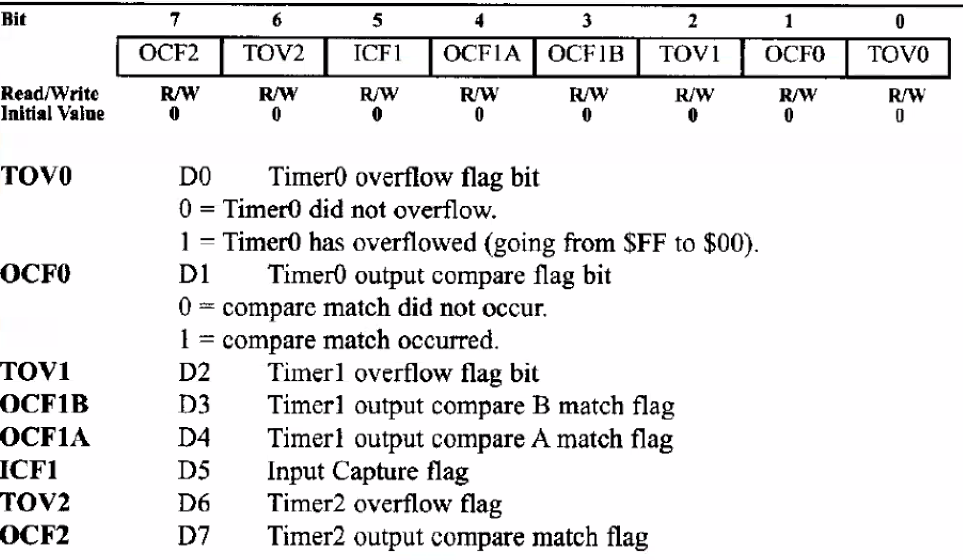 Bit 7 6 5 4 3 2 1 0
OCF2 TOV2 ICF1 OCF1A OCF1B TOV1 OCF0 TOV0
Read/Write R/W R/W R/W R/W R/W R/W R/W R/W
Initial Value 0 0 0 0 0 0 0 0
TOV0 D0 Timer0 overflow flag bit
0 = Timer0 did not overflow.
1 = Timer0 has overflowed (going from $FF to $00).
OCF0 D1 Timer0 output compare flag bit
0 = compare match did not occur.
1 = compare match occurred.
TOV1 D2 Timer1 overflow flag bit
OCF1B D3 Timer1 output compare B match flag
OCF1A D4 Timer1 output compare A match flag
ICF1 D5 Input Capture flag
TOV2 D6 Timer2 overflow flag
OCF2 D7 Timer2 output compare match flag